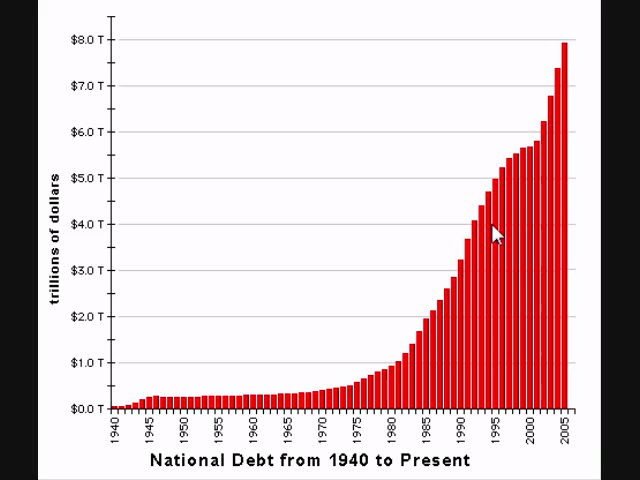 $8.0 T
$7.0 T
$6.0 T
$5.0 T
$4.0 T
$3.0 T
$2.0 T
$1.0 T
$0.0 T
trillions of dollars
1940
1945
1950
1955
1960
1965
1970
1975
1980
1985
1990
1995
2000
2005
National Debt from 1940 to Present